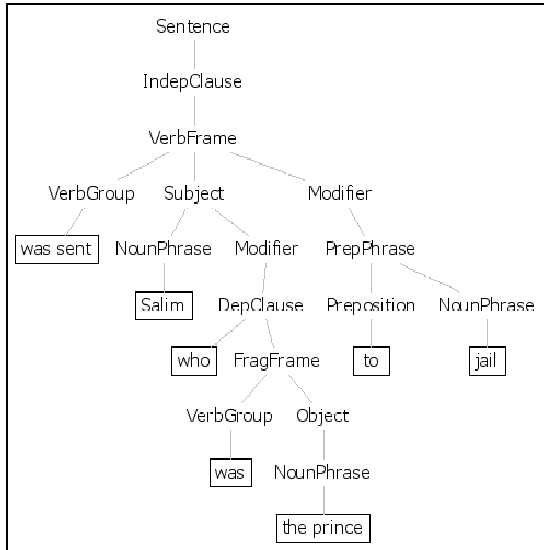 Sentence
IndepClause
VerbFrame
VerbGroup Subject Modifier
was sent NounPhrase Modifier PrepPhrase
Salim DepClause Preposition NounPhrase
who FragFrame to jail
VerbGroup Object
was NounPhrase
the prince